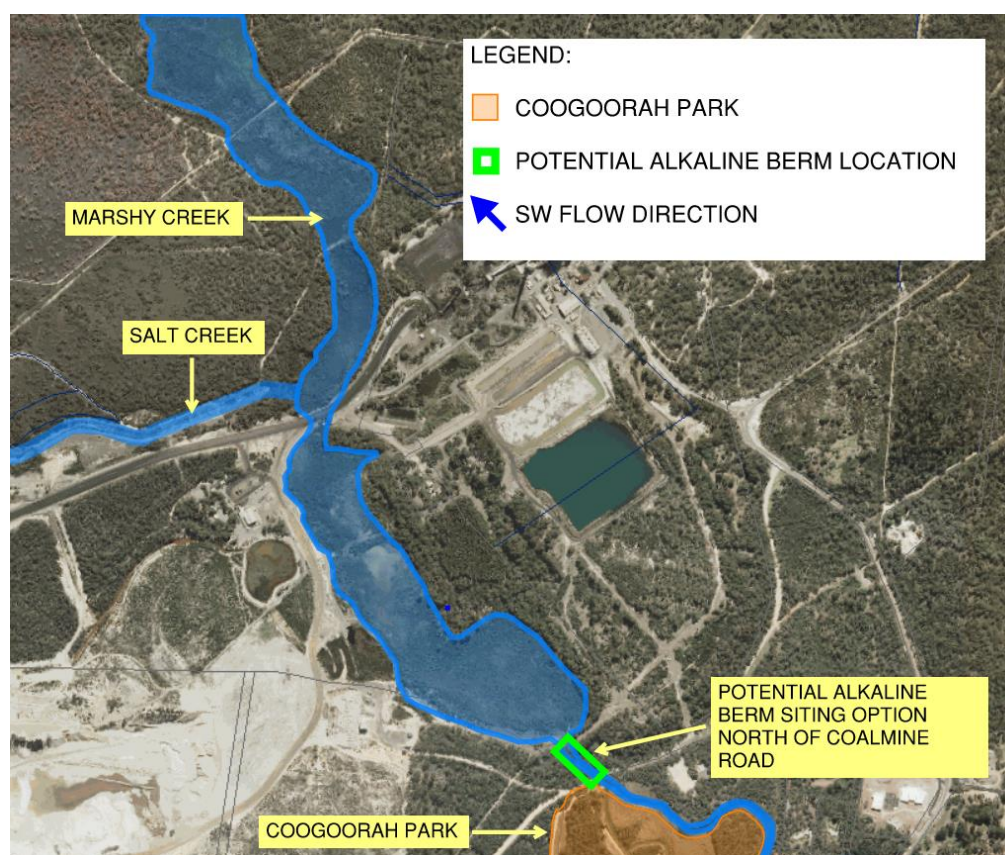 LEGEND:
COOGOORAH PARK
POTENTIAL ALKALINE BERM LOCATION
SW FLOW DIRECTION
MARSHY CREEK
SALT CREEK
POTENTIAL ALKALINE
BERM SITING OPTION
NORTH OF COALMINE
ROAD
COOGOORAH PARK